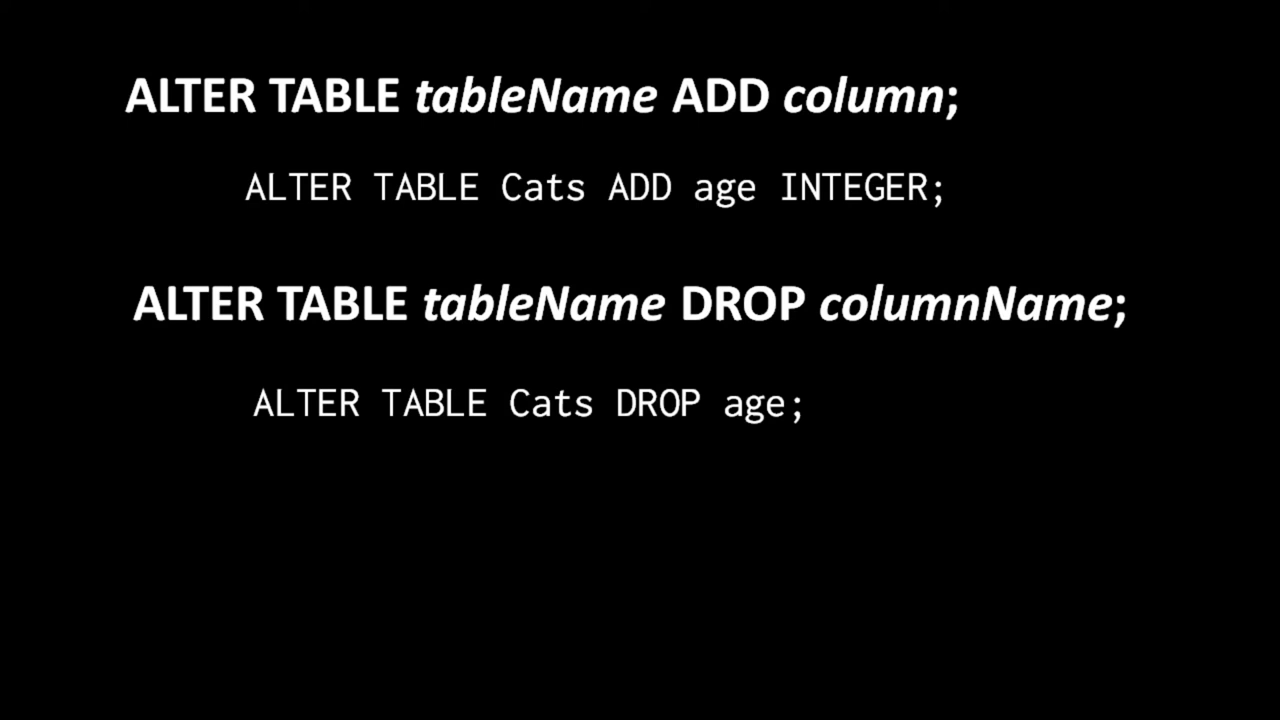 ALTER TABLE tableName ADD column;
ALTER TABLE Cats ADD age INTEGER;
ALTER TABLE tableName DROP columnName;
ALTER TABLE Cats DROP age;